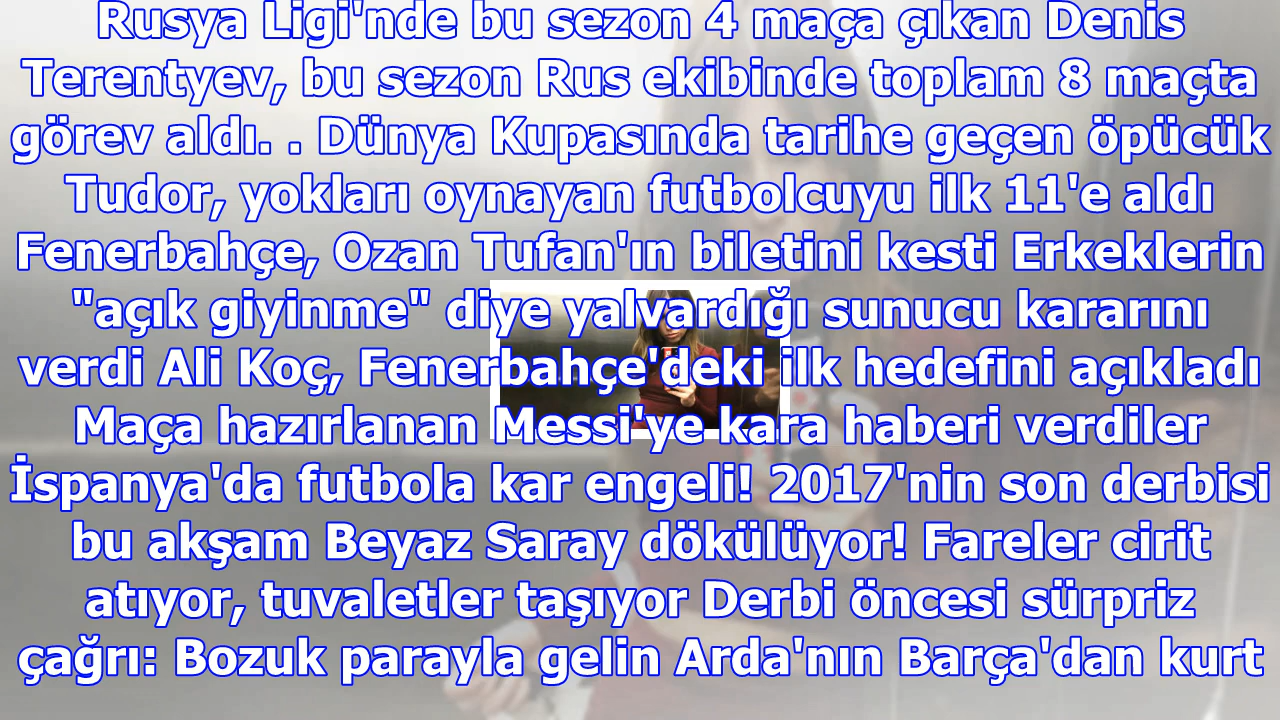 Rusya Ligi'nde bu sezon 4 maça çıkan Denis
Terentyev, bu sezon Rus ekibinde toplam 8 maçta
görev aldı. . Dünya Kupasında tarihe geçen öpücük
Tudor, yokları oynayan futbolcuyu ilk 11'e aldı
Fenerbahçe, Ozan Tufan'ın biletini kesti Erkeklerin
"açık giyinme" diye yalvardığı sunucu kararını
verdi Ali Koç, Fenerbahçe'deki ilk hedefini açıkladı
Maça hazırlanan Messi'ye kara haberi verdiler
İspanya'da futbola kar engeli! 2017'nin son derbisi
bu akşam Beyaz Saray dökülüyor! Fareler cirit
atıyor, tuvaletler taşıyor Derbi öncesi sürpriz
çağrı: Bozuk parayla gelin Arda'nın Barça'dan kurt